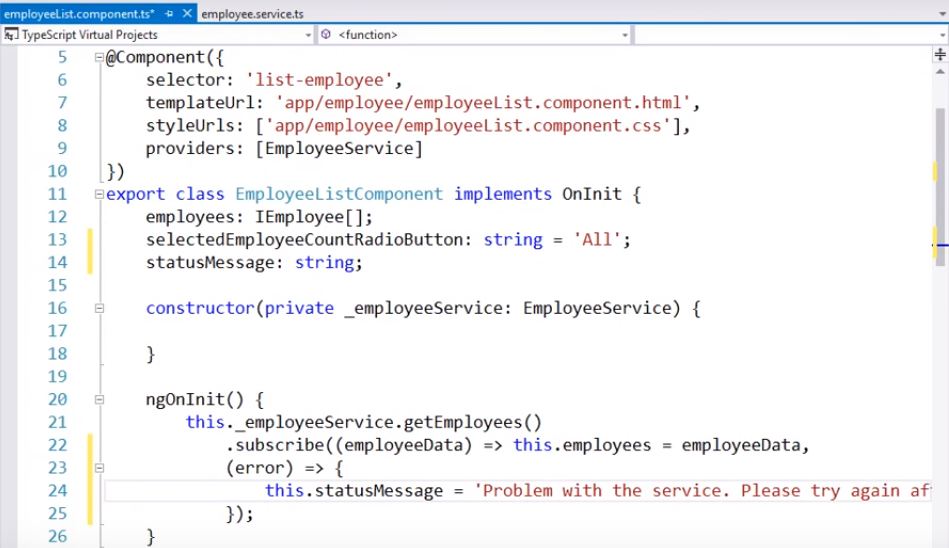 employeeList.component.ts* employee.service.ts
TypeScript Virtual Projects <function>
5 @Component({
6 selector: 'list-employee',
7 templateUrl: 'app/employee/employeeList.component.html',
8 styleUrls: ['app/employee/employeeList.component.css'],
9 providers: [EmployeeService]
10 })
11 export class EmployeeListComponent implements OnInit {
12 employees: IEmployee[];
13 selectedEmployeeCountRadioButton: string = 'All';
14 statusMessage: string;
15
16 constructor(private _employeeService: EmployeeService) {
17
18 }
19
20 ngOnInit() {
21 this._employeeService.getEmployees()
22 .subscribe((employeeData) => this.employees = employeeData,
23 (error) => {
24 this.statusMessage = 'Problem with the service. Please try again af
25 });
26 }